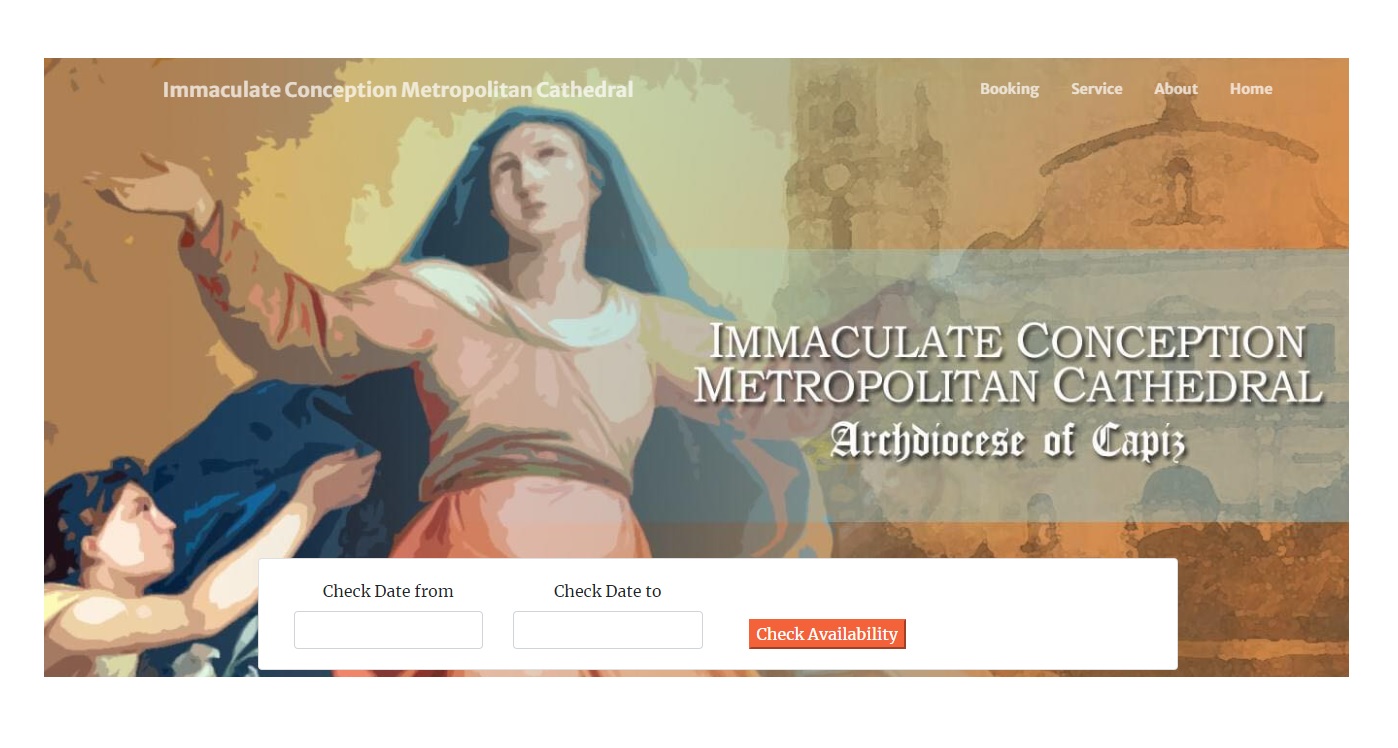 Immaculate Conception Metropolitan Cathedral
Booking Service About Home
IMMACULATE CONCEPTION
METROPOLITAN CATHEDRAL
Archdiocese of Capiz
Check Date from Check Date to
Check Availability